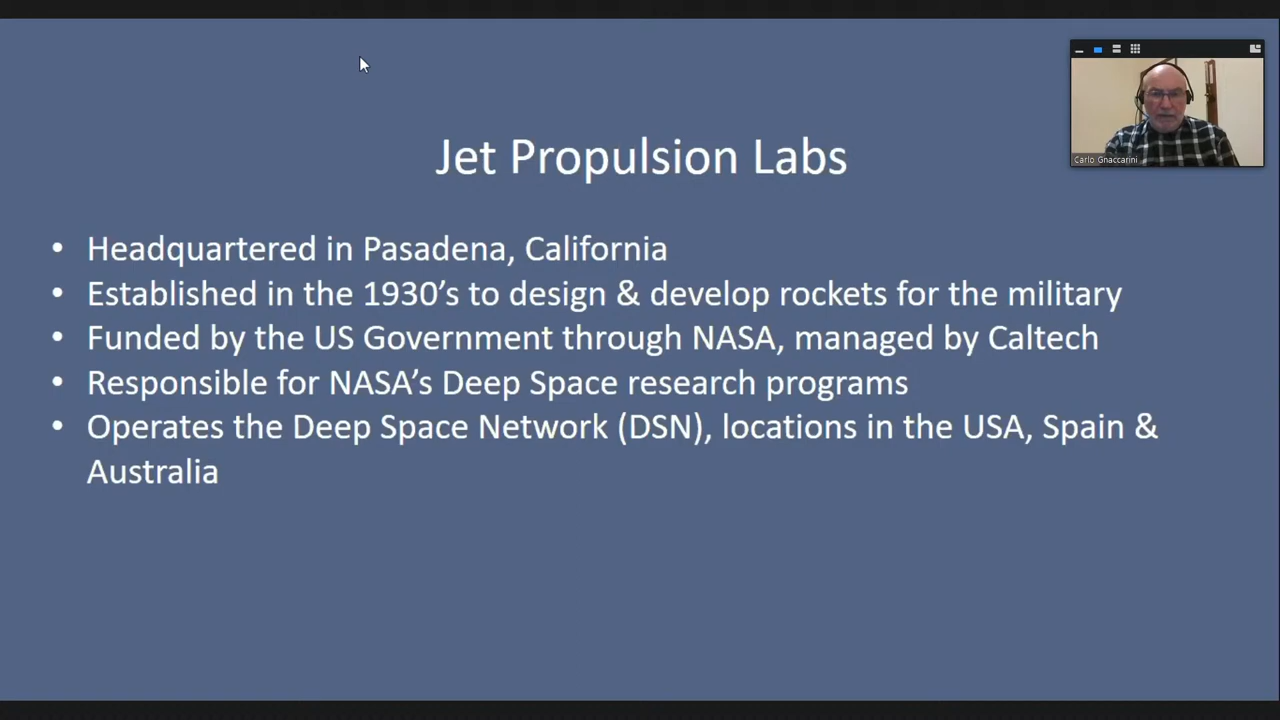 Jet Propulsion Labs
• Headquartered in Pasadena, California
• Established in the 1930’s to design & develop rockets for the military
• Funded by the US Government through NASA, managed by Caltech
• Responsible for NASA’s Deep Space research programs
• Operates the Deep Space Network (DSN), locations in the USA, Spain &
Australia
Carlo Gnaccarini